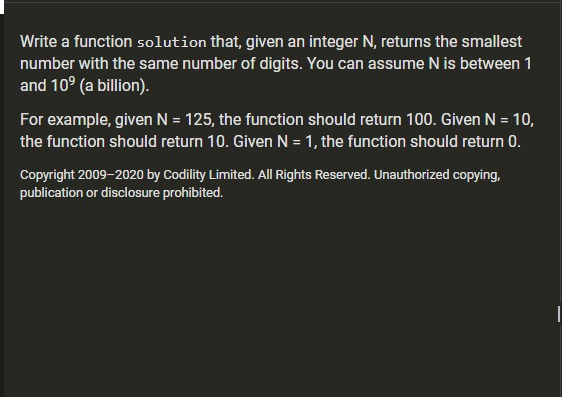 Write a function solution that, given an integer N, returns the smallest
number with the same number of digits. You can assume N is between 1
and 10⁹ (a billion).
For example, given N = 125, the function should return 100. Given N = 10,
the function should return 10. Given N = 1, the function should return 0.
Copyright 2009–2020 by Codility Limited. All Rights Reserved. Unauthorized copying,
publication or disclosure prohibited.